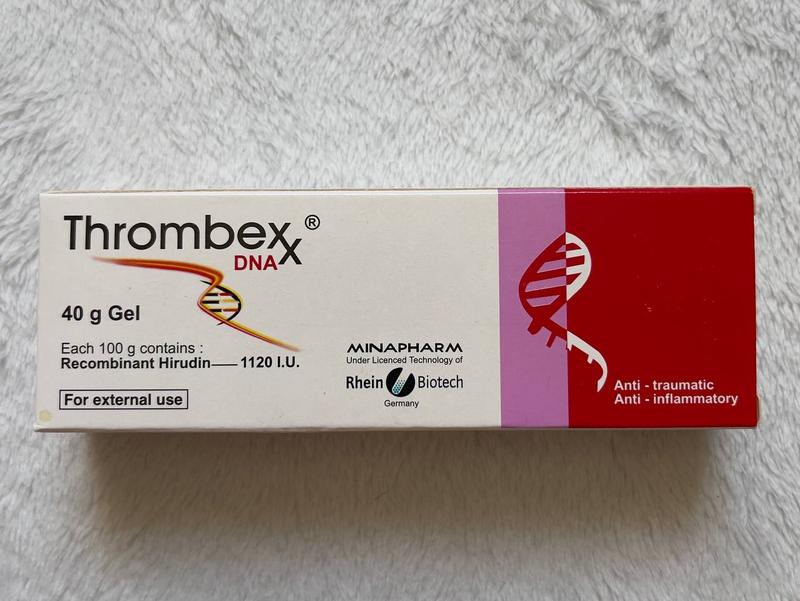 Thrombexx®
DNA
40 g Gel
Each 100 g contains :
Recombinant Hirudin—— 1120 I.U.
For external use
MINAPHARM
Under Licenced Technology of
Rhein Biotech
Germany
Anti - traumatic
Anti - inflammatory